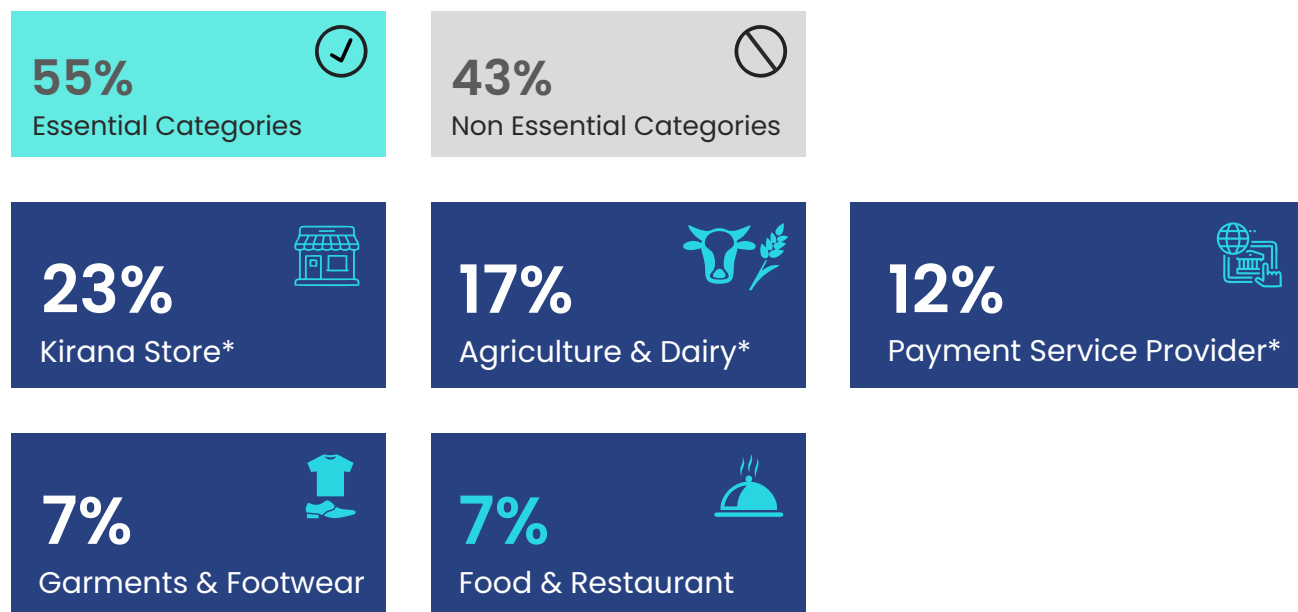 55%
Essential Categories
43%
Non Essential Categories
23%
Kirana Store*
17%
Agriculture & Dairy*
12%
Payment Service Provider*
7%
Garments & Footwear
7%
Food & Restaurant